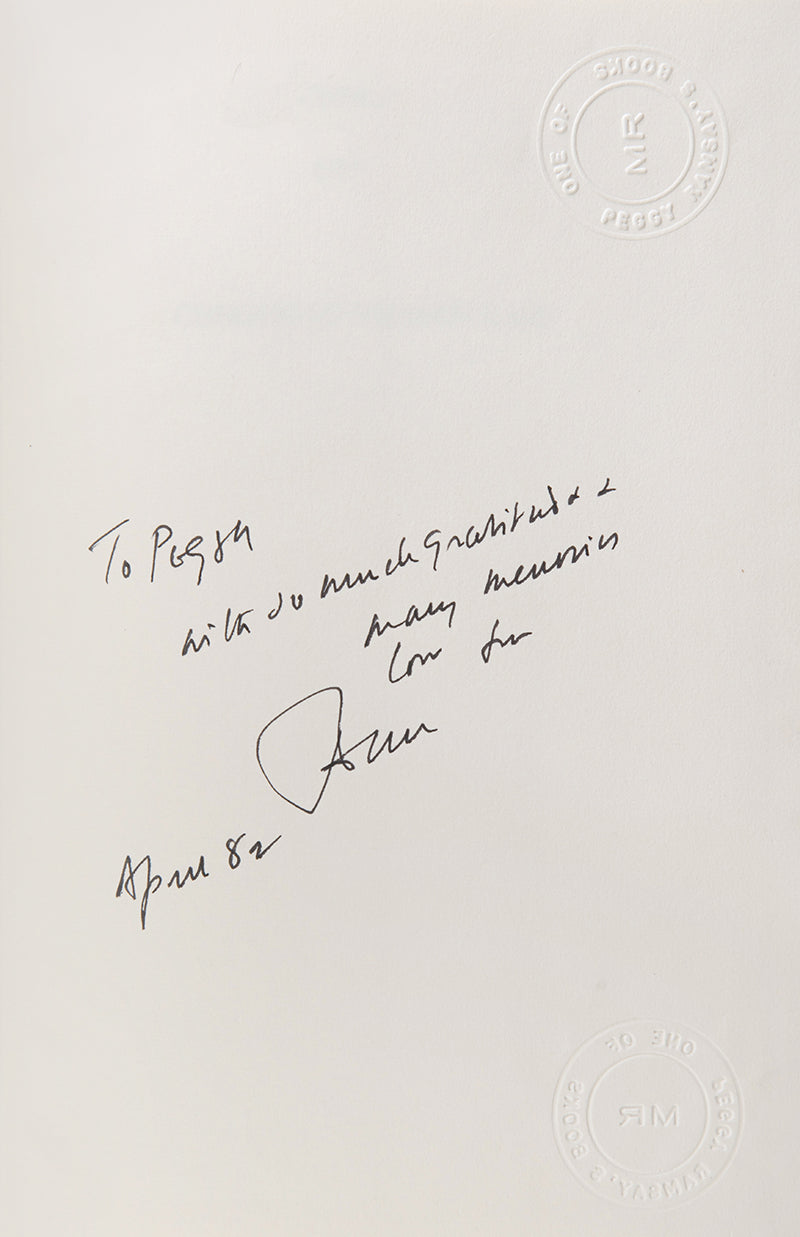 ONE OF PEGGY RAMSAY'S BOOKS
MR
To Peggy
with so much gratitude &
many memories
Love from
April 82
ONE OF PEGGY RAMSAY'S BOOKS
MR